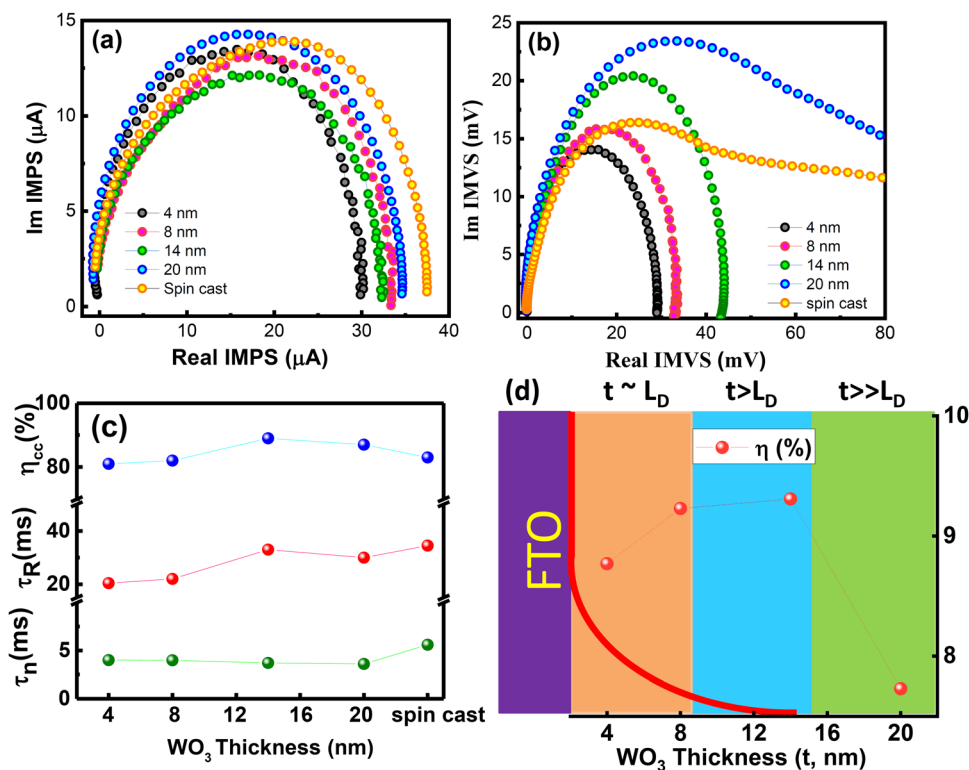 (a)
15
10
5
0
Im IMPS (μA)
4 nm
8 nm
14 nm
20 nm
Spin cast
0 10 20 30 40
Real IMPS (μA)
(b)
25
20
15
10
5
0
Im IMVS (mV)
4 nm
8 nm
14 nm
20 nm
spin cast
0 20 40 60 80
Real IMVS (mV)
(c)
100
80
40
20
5
0
ηcc(%)
τR(ms)
τn(ms)
4 8 12 16 20 spin cast
WO3 Thickness (nm)
(d)
t ~ LD t>LD t>>LD
η (%)
FTO
10
9
8
4 8 12 16 20
WO3 Thickness (t, nm)